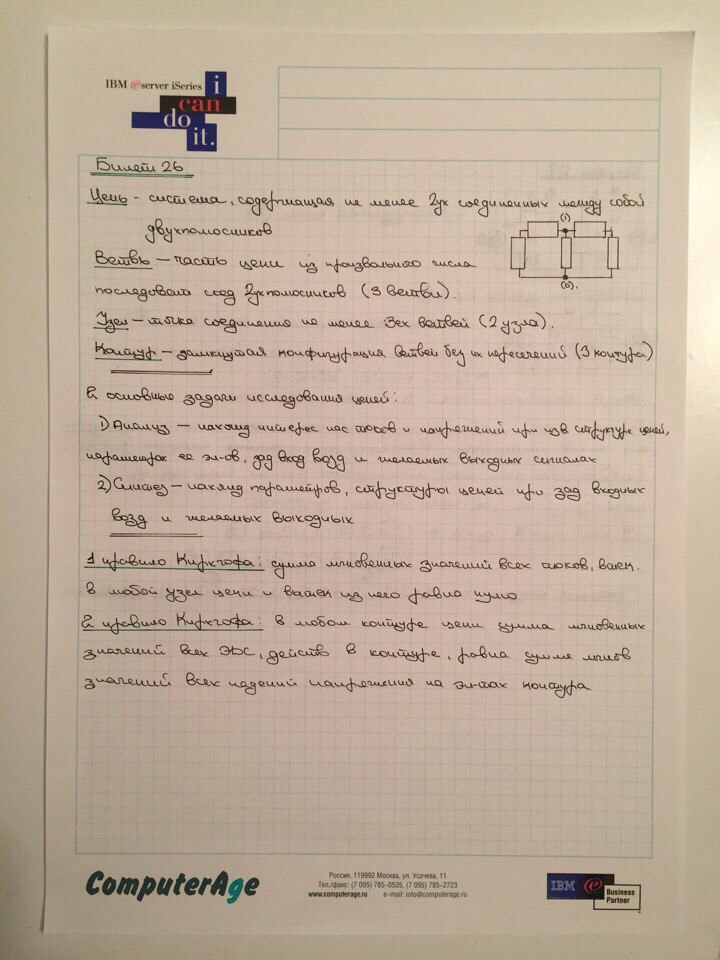 IBM @server iSeries
i
can
do
it.
Билет 26
Цепь - система, содержащая не менее 2ух соединенных между собой
двухполюсников
(1)
(0).
Ветвь - часть цепи из произвольного числа
последоват соед 2ухполюсников (3 ветви).
Узел - точка соединения не менее 3ех ветвей (2 узла).
Контур - замкнутая конфигурация ветвей без их пересечений (3 контура)
2 основные задачи исследования цепей:
1) Анализ - нахожд интерес нас токов и напряжений при изв структуре цепей,
параметрах ее эл-ов, зад вход возд и желаемых выходных сигналах
2) Синтез - нахжд параметров, структуры цепей при зад входных
возд и желаемых выходных
1 правило Кирхгофа: сумма мгновенных значений всех токов, втек.
в любой узел цепи и вытек из него равна нулю
2 правило Кирхгофа: в любом контуре цепи сумма мгновенных
значений всех ЭДС, действ в контуре, равна сумме мгнов
значений всех падений напряжения на эл-тах контура
ComputerAge
Россия, 119992 Москва, ул. Усачева, 11
Тел./факс: (7 095) 785-0535, (7 095) 785-2723
www.computerage.ru e-mail: info@computerage.ru
IBM @ Business
Partner